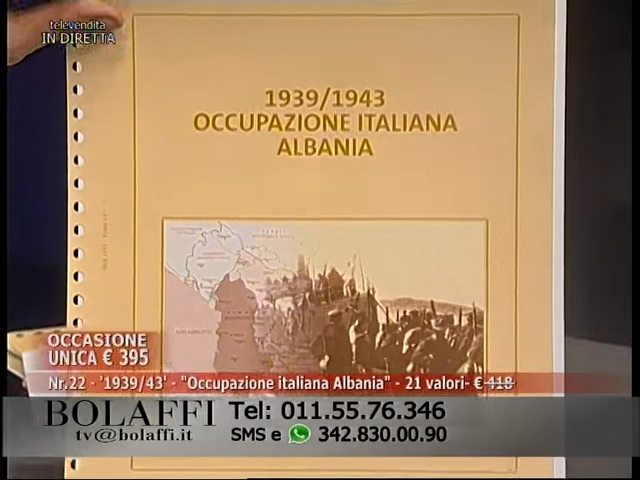 televendita
IN DIRETTA
1939/1943
OCCUPAZIONE ITALIANA
ALBANIA
OCCASIONE
UNICA € 395
Nr.22 - '1939/43' - "Occupazione italiana Albania" - 21 valori- € 418
BOLAFFI
tv@bolaffi.it
Tel: 011.55.76.346
SMS e 342.830.00.90